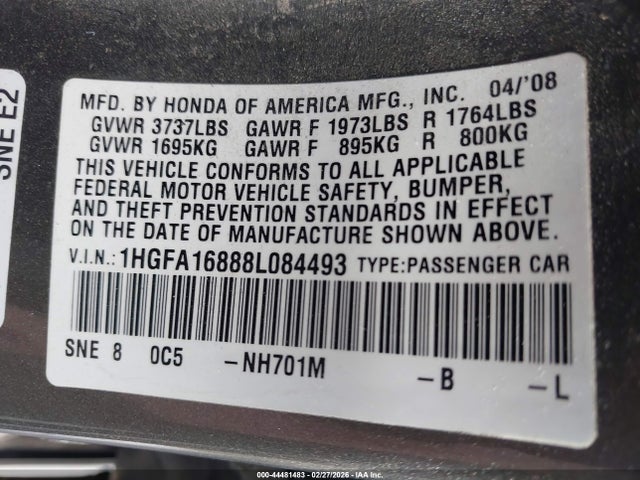 SNE E2
MFD. BY HONDA OF AMERICA MFG., INC. 04/'08
GVWR 3737LBS GAWR F 1973LBS R 1764LBS
GVWR 1695KG GAWR F 895KG R 800KG
THIS VEHICLE CONFORMS TO ALL APPLICABLE
FEDERAL MOTOR VEHICLE SAFETY, BUMPER,
AND THEFT PREVENTION STANDARDS IN EFFECT
ON THE DATE OF MANUFACTURE SHOWN ABOVE.
V.I.N.: 1HGFA16888L084493 TYPE:PASSENGER CAR
SNE 8 0C5 -NH701M -B -L
000-44481483 - 02/27/2026 - IAA Inc.